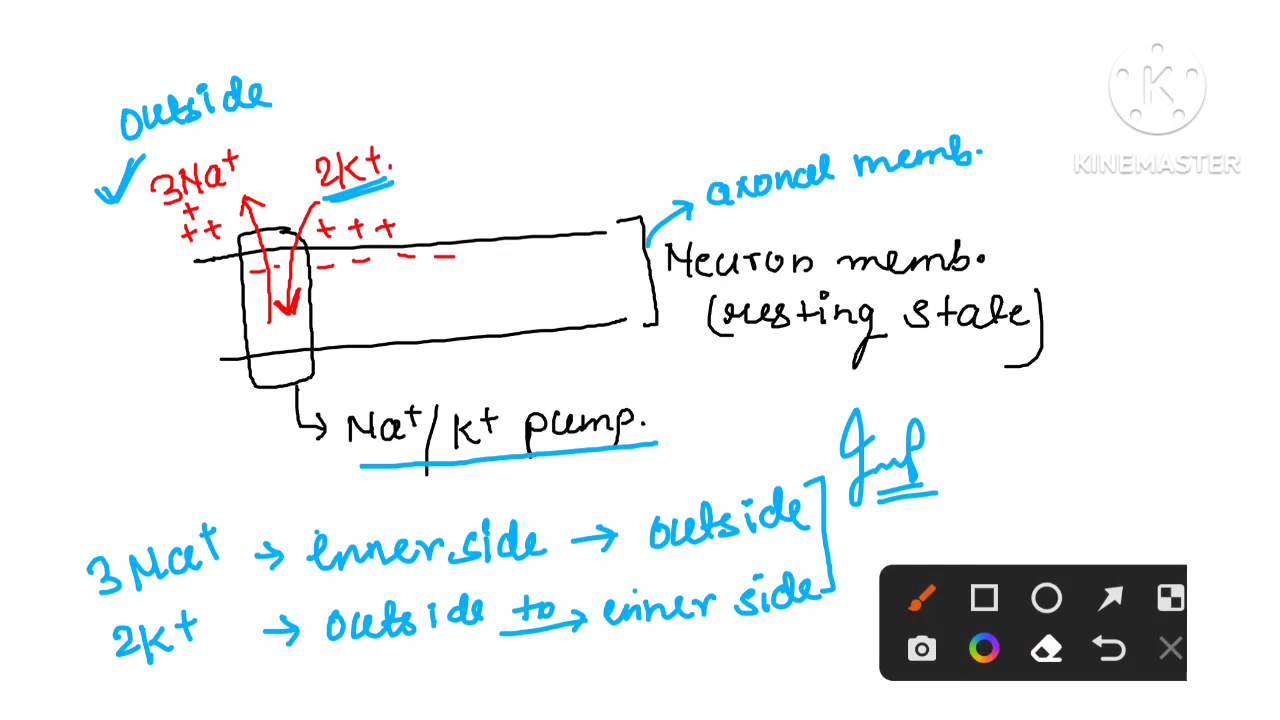 outside
3Na+
2K+.
+
++
+ + +
- - - - - -
axonal memb.
Neuron memb.
(resting state)
Na+/K+ pump.
Imp
3Na+ → inner side → outside
2K+ → outside to → inner side
K
KINEMASTER